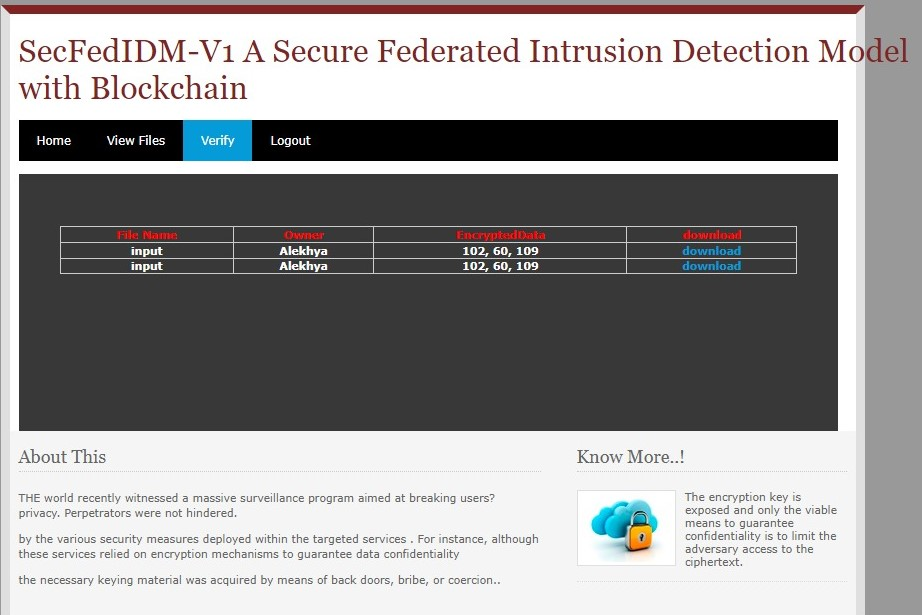 SecFedIDM-V1 A Secure Federated Intrusion Detection Model
with Blockchain
Home View Files Verify Logout
File Name Owner EncryptedData download
input Alekhya 102, 60, 109 download
input Alekhya 102, 60, 109 download
About This
THE world recently witnessed a massive surveillance program aimed at breaking users?
privacy. Perpetrators were not hindered.
by the various security measures deployed within the targeted services . For instance, although
these services relied on encryption mechanisms to guarantee data confidentiality
the necessary keying material was acquired by means of back doors, bribe, or coercion..
Know More..!
The encryption key is
exposed and only the viable
means to guarantee
confidentiality is to limit the
adversary access to the
ciphertext.